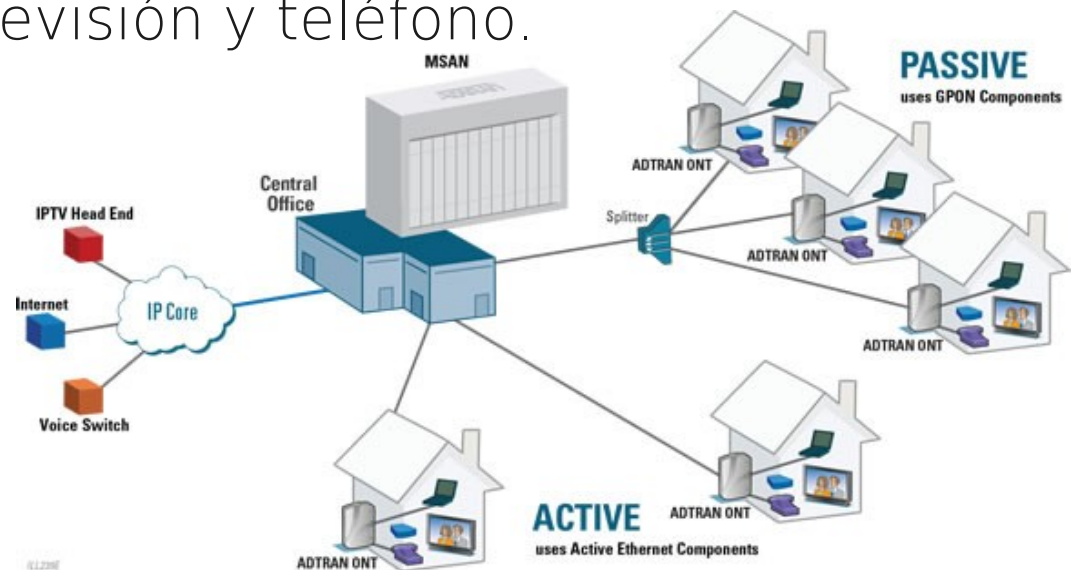 evisión y teléfono.
MSAN
ADTRAN
PASSIVE
uses GPON Components
ADTRAN ONT
Central
Office
IPTV Head End
Splitter
ADTRAN ONT
Internet
IP Core
ADTRAN ONT
Voice Switch
ACTIVE
ADTRAN ONT
uses Active Ethernet Components
ADTRAN ONT